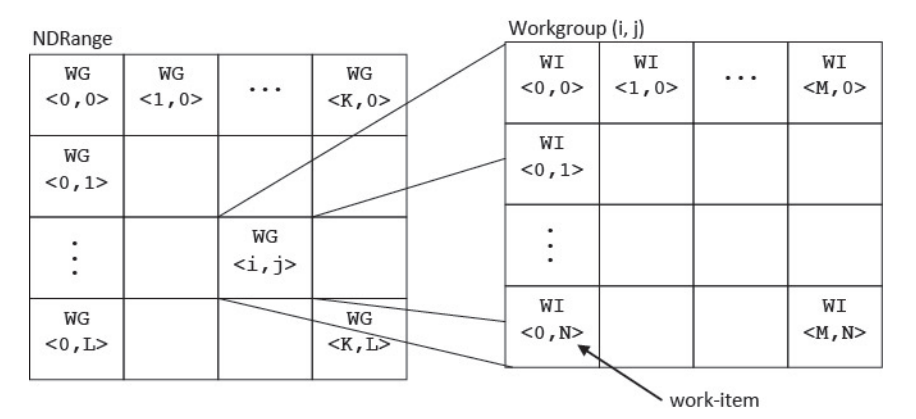 NDRange
WG WG WG
<0,0> <1,0> ... <K,0>
WG
<0,1>
⋮
WG
<i,j>
WG WG
<0,L> <K,L>
Workgroup (i, j)
WI WI WI
<0,0> <1,0> ... <M,0>
WI
<0,1>
⋮
WI WI
<0,N> <M,N>
work-item